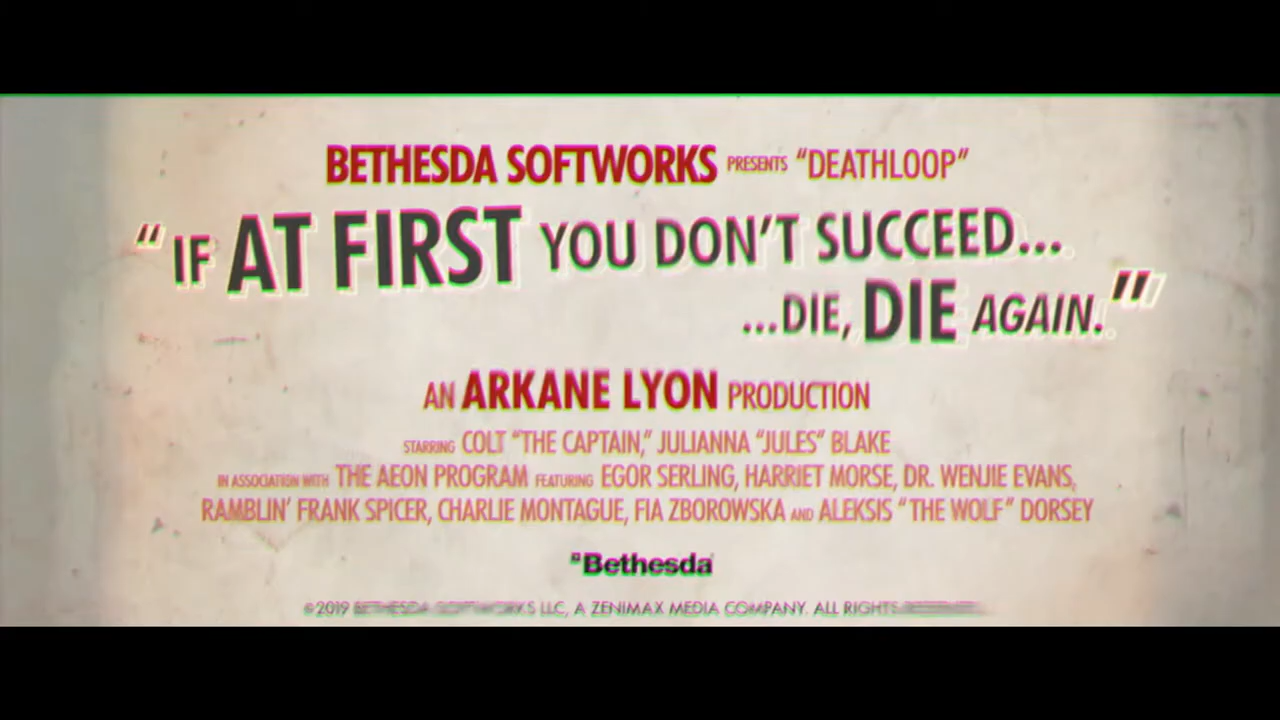 BETHESDA SOFTWORKS PRESENTS “DEATHLOOP”
“IF AT FIRST YOU DON’T SUCCEED...
...DIE, DIE AGAIN.”
AN ARKANE LYON PRODUCTION
STARRING COLT “THE CAPTAIN,” JULIANNA “JULES” BLAKE
IN ASSOCIATION WITH THE AEON PROGRAM FEATURING EGOR SERLING, HARRIET MORSE, DR. WENJIE EVANS,
RAMBLIN’ FRANK SPICER, CHARLIE MONTAGUE, FIA ZBOROWSKA AND ALEKSIS “THE WOLF” DORSEY
Bethesda
©2019 BETHESDA SOFTWORKS LLC, A ZENIMAX MEDIA COMPANY. ALL RIGHTS